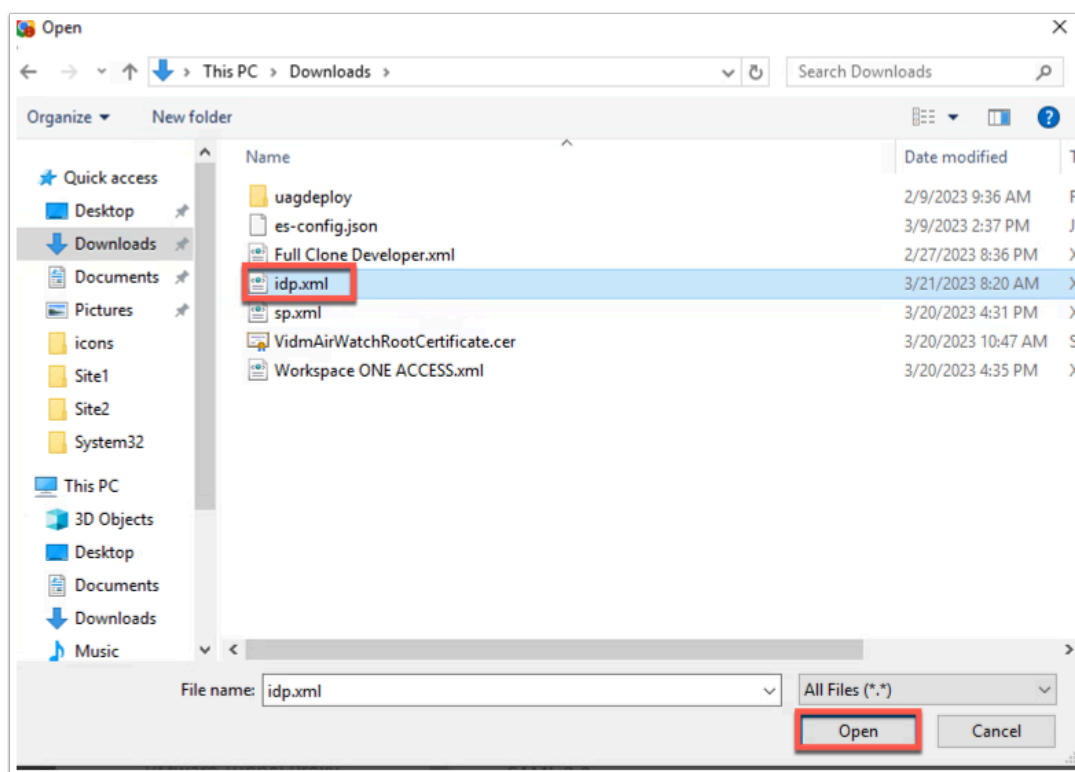 Open
This PC > Downloads >
Search Downloads
Organize
New folder
?
Name
Date modified
Quick access
Desktop
Downloads
Documents
Pictures
icons
Site1
Site2
System32
This PC
3D Objects
Desktop
Documents
Downloads
Music
uagdeploy 2/9/2023 9:36 AM
es-config.json 3/9/2023 2:37 PM
Full Clone Developer.xml 2/27/2023 8:36 PM
idp.xml 3/21/2023 8:20 AM
sp.xml 3/20/2023 4:31 PM
VidmAirWatchRootCertificate.cer 3/20/2023 10:47 AM
Workspace ONE ACCESS.xml 3/20/2023 4:35 PM
File name: idp.xml
All Files (*.*)
Open
Cancel